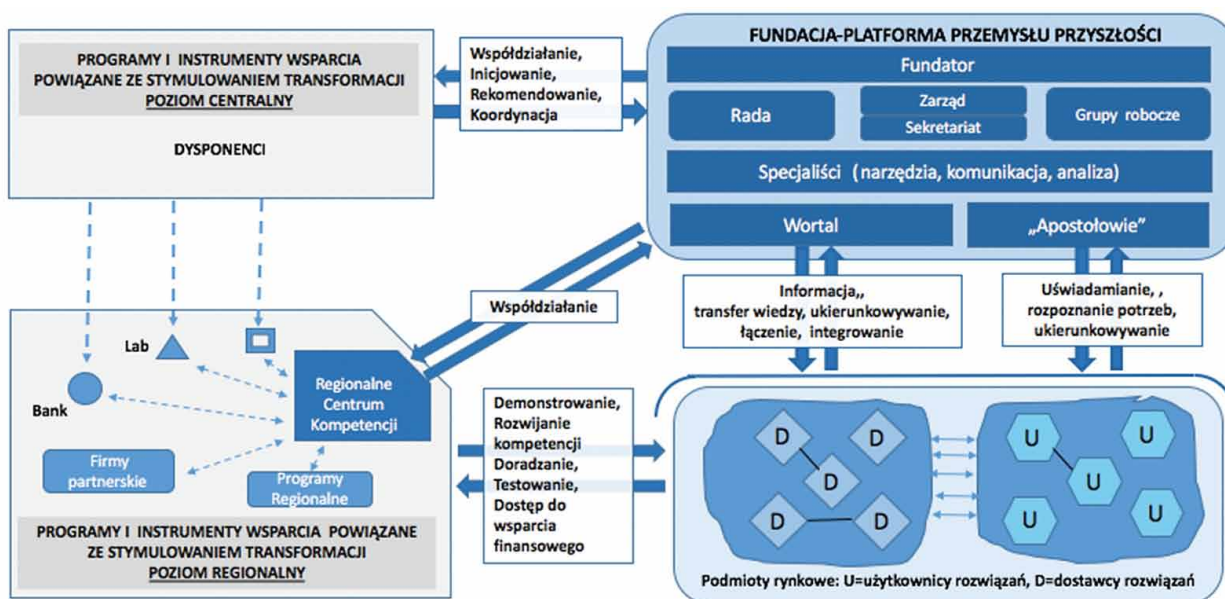 PROGRAMY I INSTRUMENTY WSPARCIA
POWIĄZANE ZE STYMULOWANIEM TRANSFORMACJI
POZIOM CENTRALNY
DYSPONENCI
Współdziałanie,
Inicjowanie,
Rekomendowanie,
Koordynacja
FUNDACJA-PLATFORMA PRZEMYSŁU PRZYSZŁOŚCI
Fundator
Rada
Zarząd
Sekretariat
Grupy robocze
Specjaliści (narzędzia, komunikacja, analiza)
Wortal
„Apostołowie”
Współdziałanie
Informacja,,
transfer wiedzy, ukierunkowywanie,
łączenie, integrowanie
Uświadamianie, ,
rozpoznanie potrzeb,
ukierunkowywanie
Lab
Bank
Regionalne
Centrum
Kompetencji
Firmy
partnerskie
Programy
Regionalne
PROGRAMY I INSTRUMENTY WSPARCIA POWIĄZANE
ZE STYMULOWANIEM TRANSFORMACJI
POZIOM REGIONALNY
Demonstrowanie,
Rozwijanie
kompetencji
Doradzanie,
Testowanie,
Dostęp do
wsparcia
finansowego
D
D
D
D
D
U
U
U
U
U
Podmioty rynkowe: U=użytkownicy rozwiązań, D=dostawcy rozwiązań